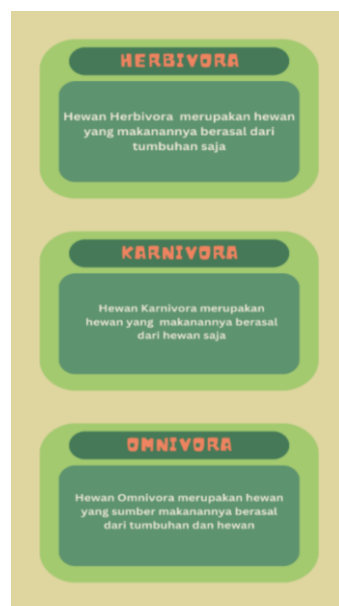 HERBIVORA
Hewan Herbivora merupakan hewan
yang makanannya berasal dari
tumbuhan saja
KARNIVORA
Hewan Karnivora merupakan
hewan yang makanannya berasal
dari hewan saja
OMNIVORA
Hewan Omnivora merupakan hewan
yang sumber makanannya berasal
dari tumbuhan dan hewan